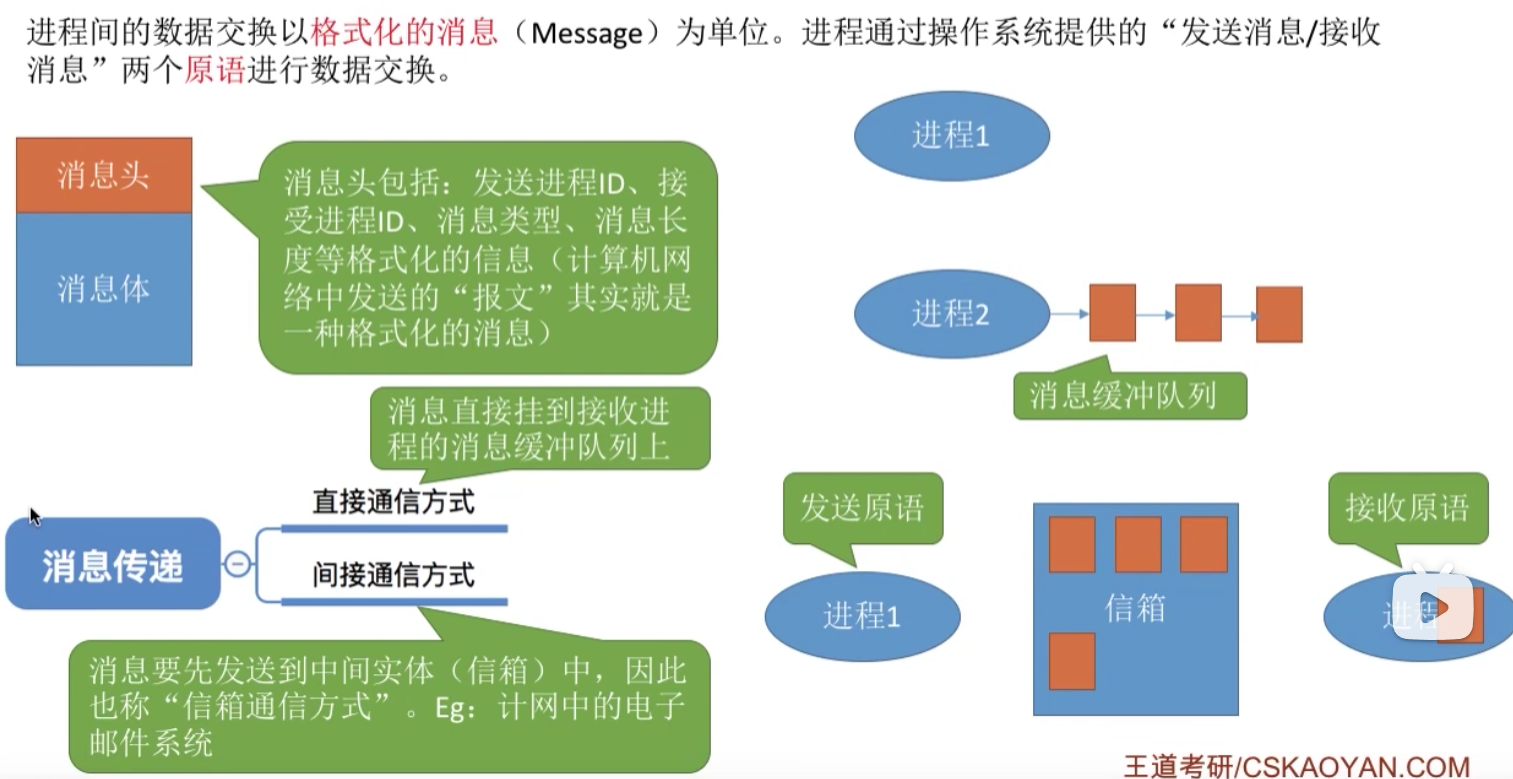 进程间的数据交换以格式化的消息（Message）为单位。进程通过操作系统提供的“发送消息/接收
消息”两个原语进行数据交换。
消息头
消息体
消息头包括：发送进程ID、接
受进程ID、消息类型、消息长
度等格式化的信息（计算机网
络中发送的“报文”其实就是
一种格式化的消息）
进程1
进程2
消息缓冲队列
消息直接挂到接收进
程的消息缓冲队列上
直接通信方式
消息传递
间接通信方式
消息要先发送到中间实体（信箱）中，因此
也称“信箱通信方式”。Eg：计网中的电子
邮件系统
发送原语
进程1
信箱
接收原语
进程
王道考研/CSKAOYAN.COM